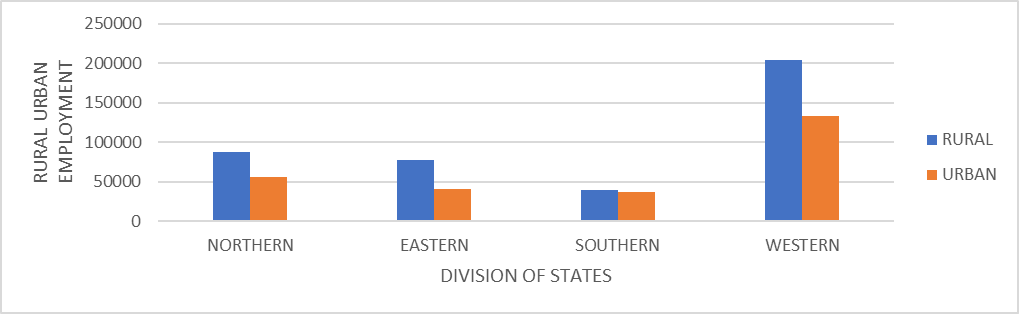 250000
200000
150000
100000
50000
0
RURAL URBAN
EMPLOYMENT
NORTHERN
EASTERN
SOUTHERN
WESTERN
DIVISION OF STATES
RURAL
URBAN